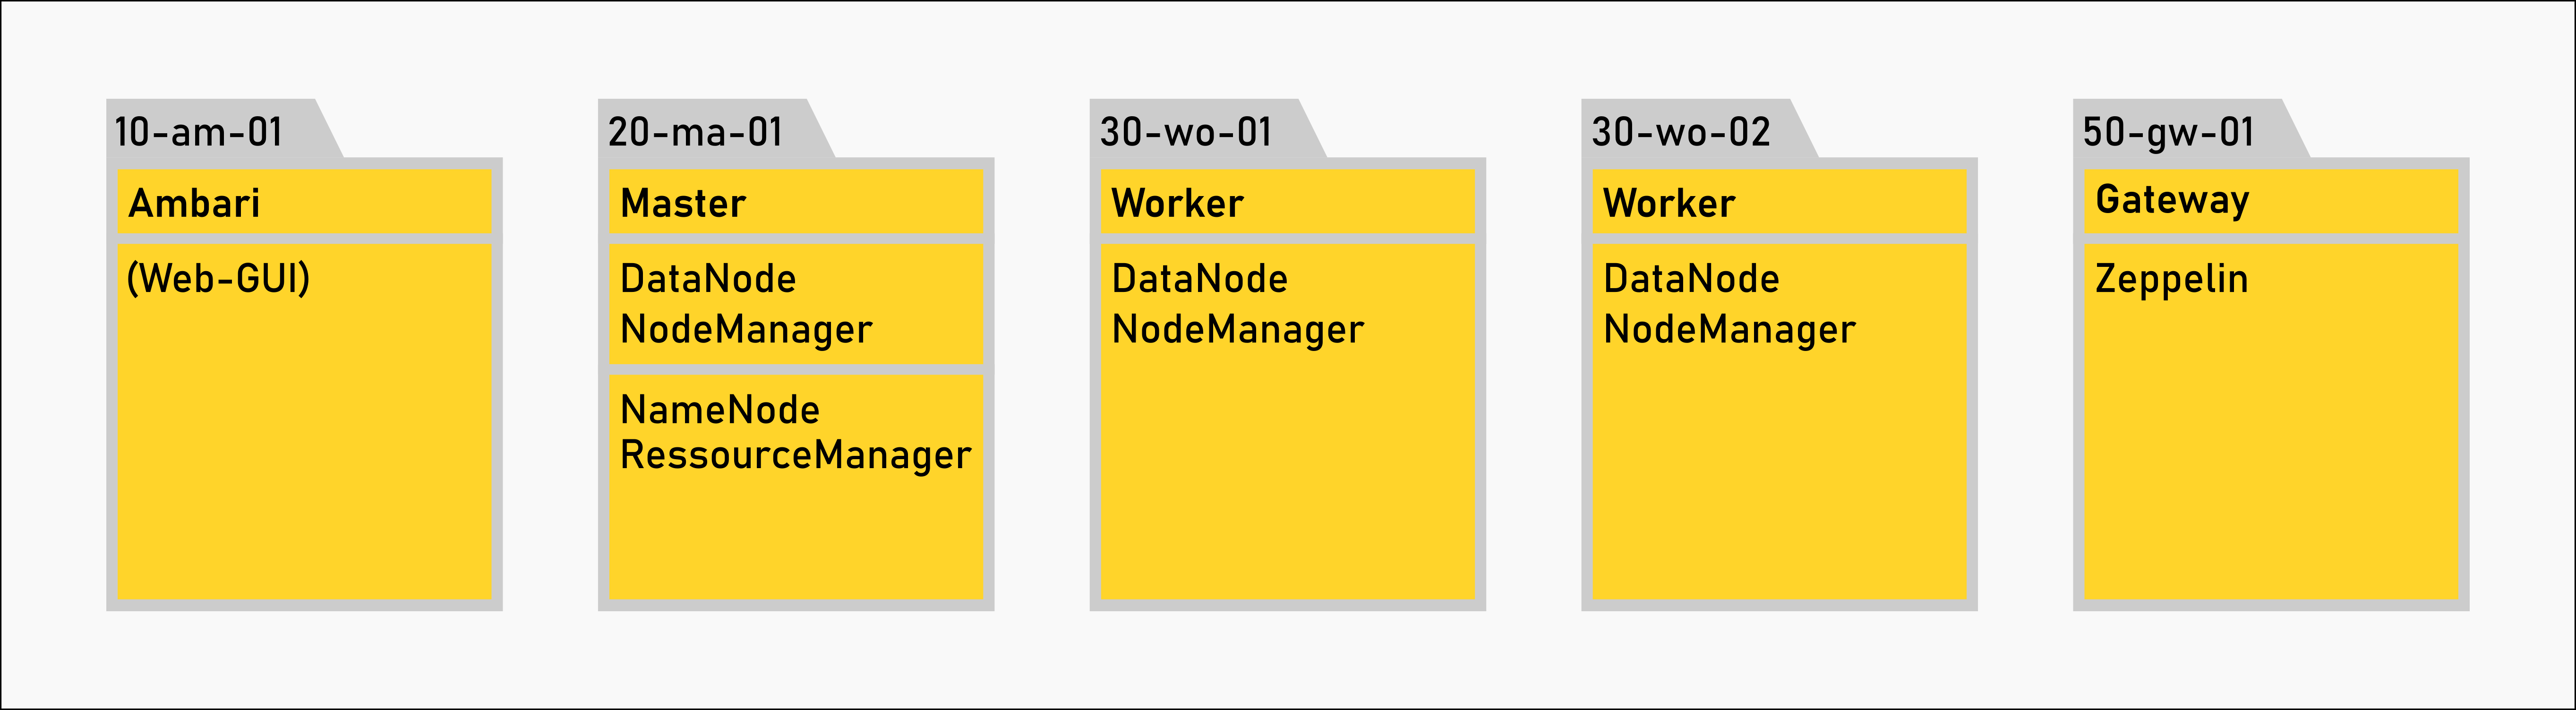 10-am-01
Ambari
(Web-GUI)
20-ma-01
Master
DataNode
NodeManager
NameNode
RessourceManager
30-wo-01
Worker
DataNode
NodeManager
30-wo-02
Worker
DataNode
NodeManager
50-gw-01
Gateway
Zeppelin